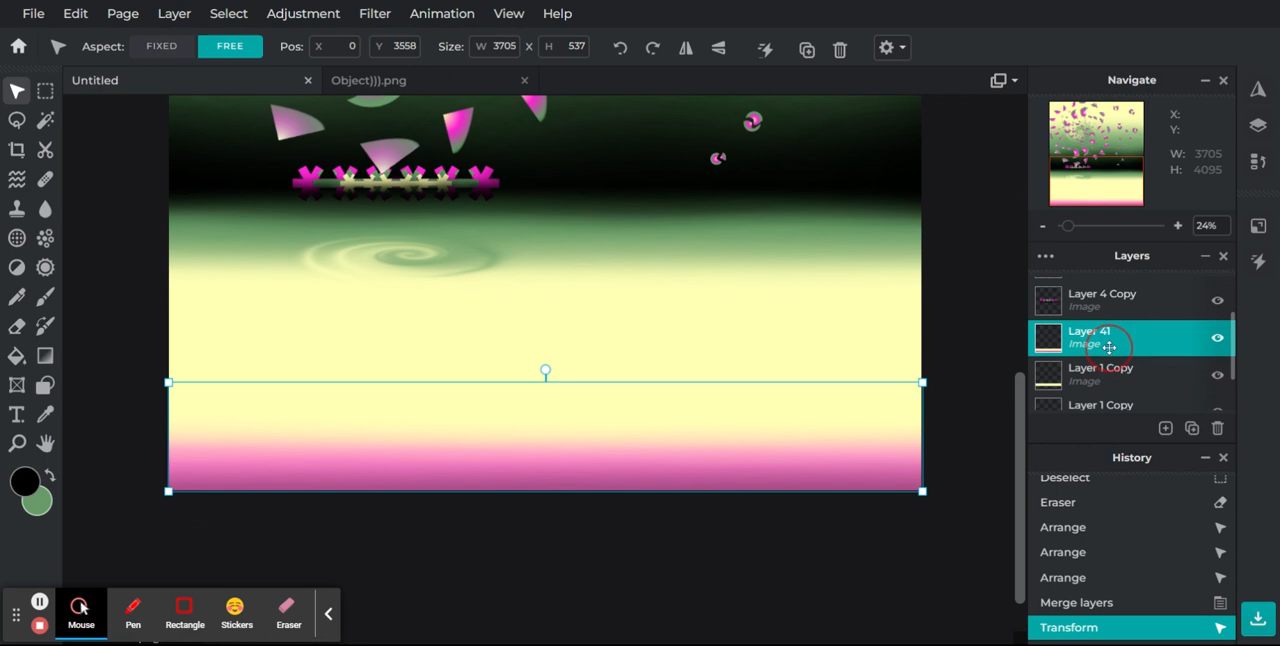 File Edit Page Layer Select Adjustment Filter Animation View Help
Aspect: FIXED FREE Pos: X 0 Y 3558 Size: W 3705 X H 537
Untitled Object))).png
Navigate
X:
Y:
W: 3705
H: 4095
24%
Layers
Layer 4 Copy
Image
Layer 41
Image
Layer 1 Copy
Image
Layer 1 Copy
History
Deselect
Eraser
Arrange
Arrange
Arrange
Merge layers
Transform
Mouse Pen Rectangle Stickers Eraser